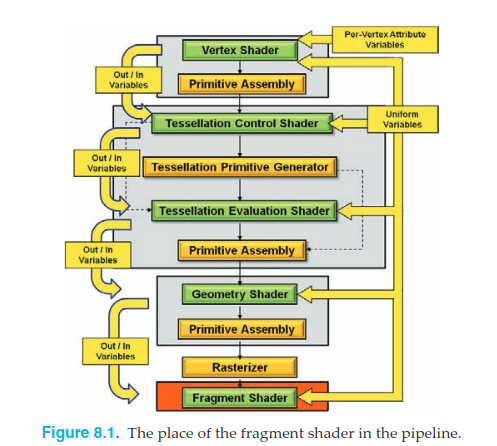 Per-Vertex Attribute
Variables
Vertex Shader
Out / In
Variables
Primitive Assembly
Uniform
Variables
Tessellation Control Shader
Out / In
Variables
Tessellation Primitive Generator
Tessellation Evaluation Shader
Out / In
Variables
Primitive Assembly
Geometry Shader
Primitive Assembly
Out / In
Variables
Rasterizer
Fragment Shader
Figure 8.1. The place of the fragment shader in the pipeline.